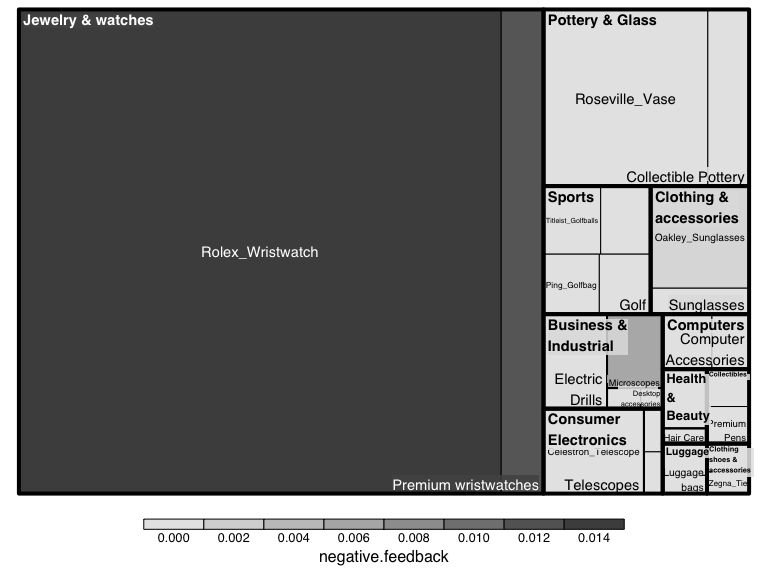 Jewelry & watches
Rolex_Wristwatch
Premium wristwatches
Pottery & Glass
Roseville_Vase
Collectible Pottery
Sports
Titleist_Golfballs
Ping_Golfbag
Golf
Clothing &
accessories
Oakley_Sunglasses
Sunglasses
Business &
Industrial
Electric
Drills
Microscopes
Desktop
accessories
Computers
Computer
Accessories
Health
&
Beauty
Hair Care
Collectibles
Premium
Pens
Consumer
Electronics
Celestron_Telescope
Telescopes
Luggage
Luggage
bags
Clothing
shoes &
accessories
Zegna_Tie
0.000 0.002 0.004 0.006 0.008 0.010 0.012 0.014
negative.feedback